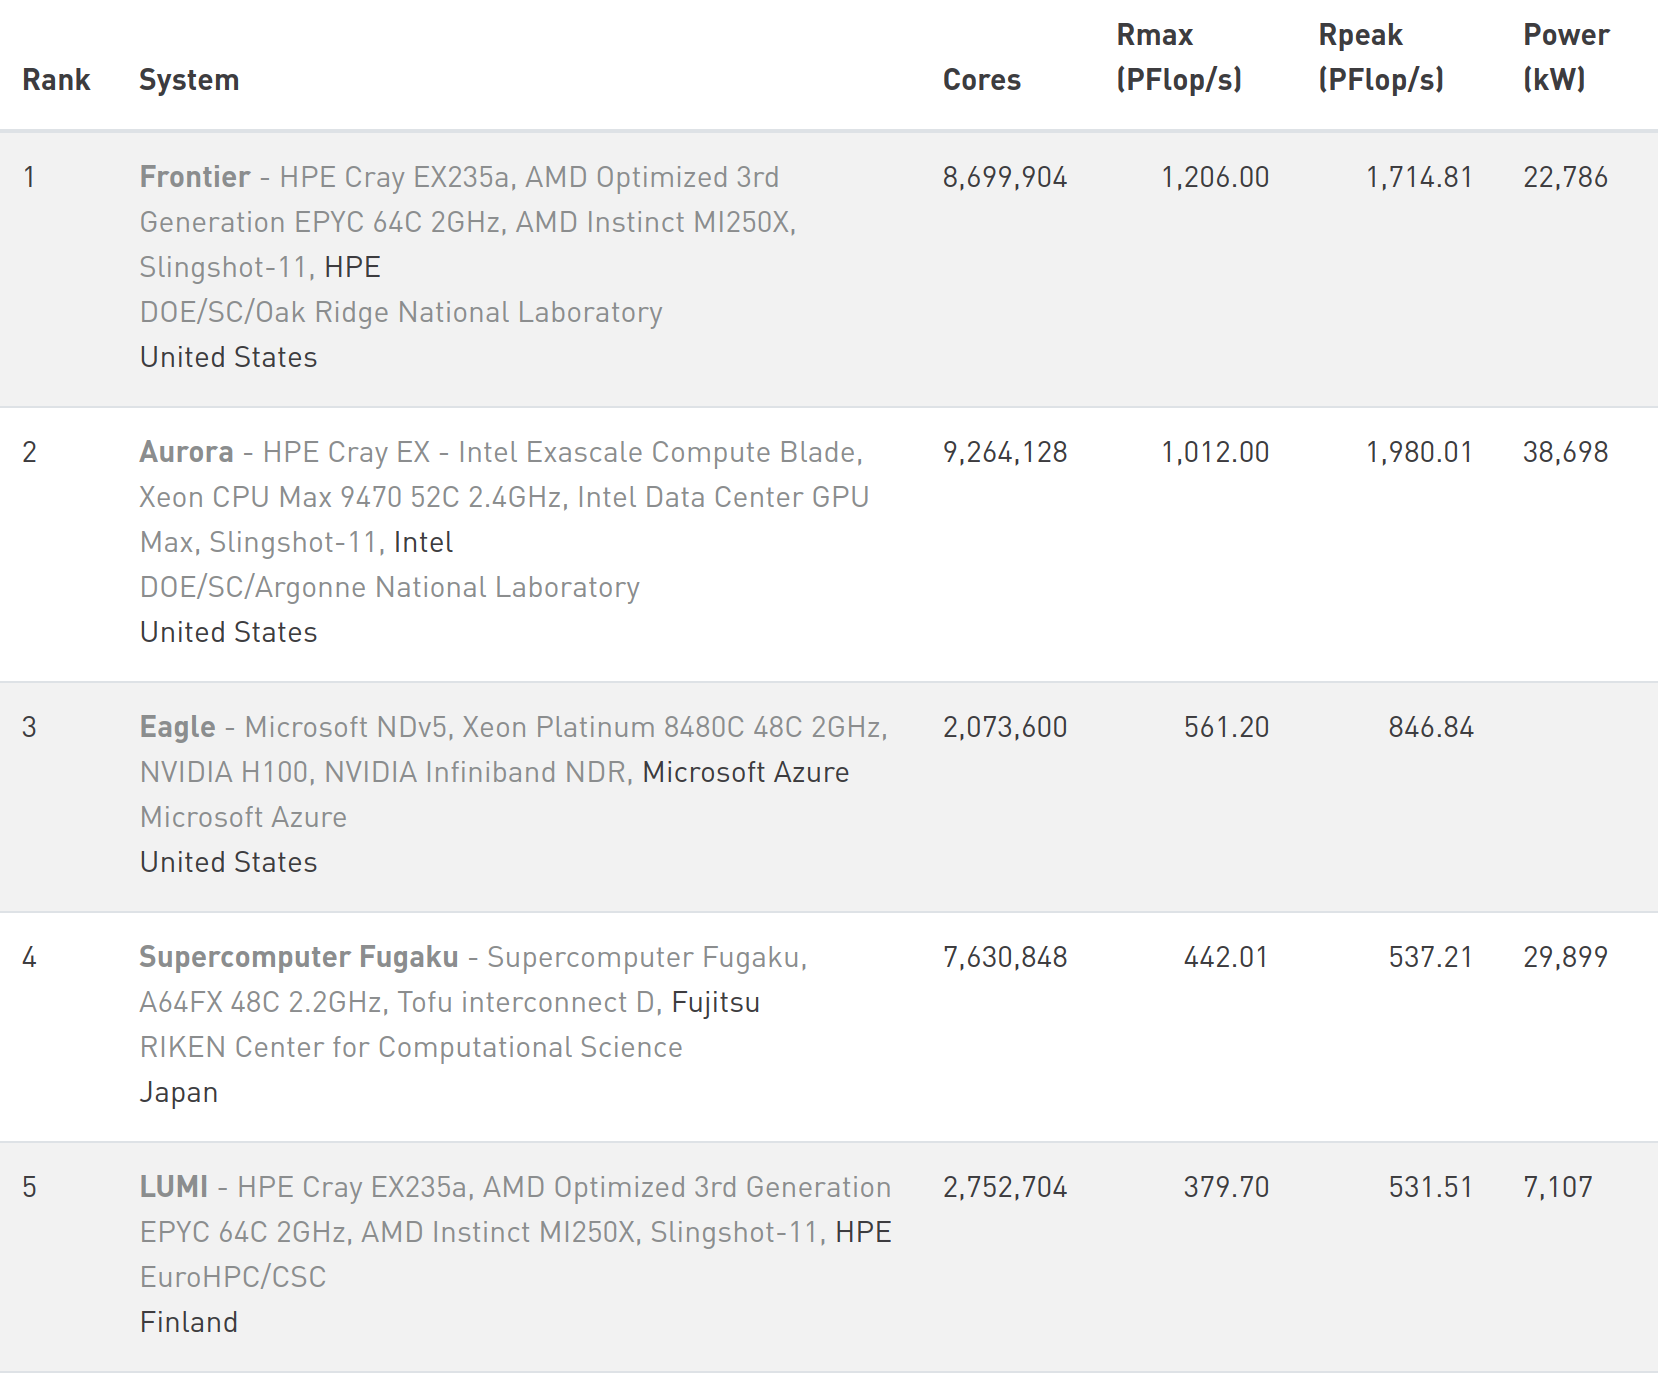 Rank System Cores Rmax (PFlop/s) Rpeak (PFlop/s) Power (kW)
1 Frontier - HPE Cray EX235a, AMD Optimized 3rd 8,699,904 1,206.00 1,714.81 22,786
Generation EPYC 64C 2GHz, AMD Instinct MI250X,
Slingshot-11, HPE
DOE/SC/Oak Ridge National Laboratory
United States
2 Aurora - HPE Cray EX - Intel Exascale Compute Blade, 9,264,128 1,012.00 1,980.01 38,698
Xeon CPU Max 9470 52C 2.4GHz, Intel Data Center GPU
Max, Slingshot-11, Intel
DOE/SC/Argonne National Laboratory
United States
3 Eagle - Microsoft NDv5, Xeon Platinum 8480C 48C 2GHz, 2,073,600 561.20 846.84
NVIDIA H100, NVIDIA Infiniband NDR, Microsoft Azure
Microsoft Azure
United States
4 Supercomputer Fugaku - Supercomputer Fugaku, 7,630,848 442.01 537.21 29,899
A64FX 48C 2.2GHz, Tofu interconnect D, Fujitsu
RIKEN Center for Computational Science
Japan
5 LUMI - HPE Cray EX235a, AMD Optimized 3rd Generation 2,752,704 379.70 531.51 7,107
EPYC 64C 2GHz, AMD Instinct MI250X, Slingshot-11, HPE
EuroHPC/CSC
Finland